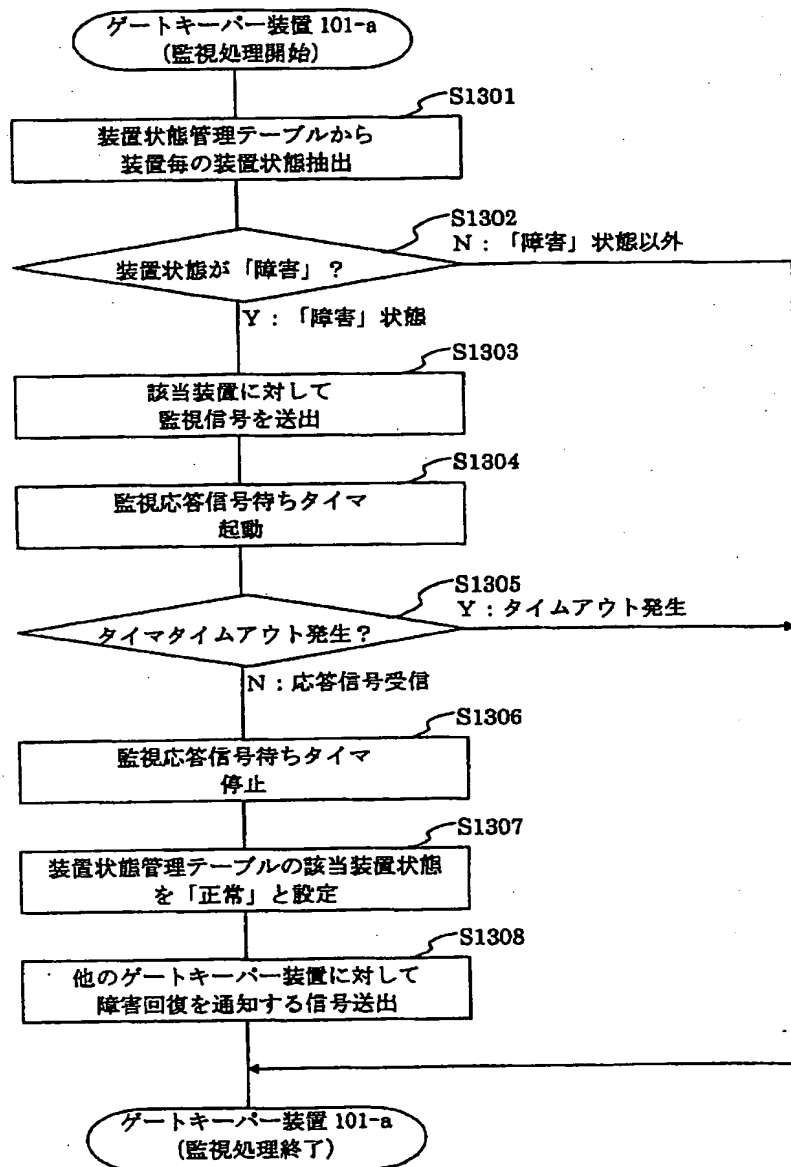 ゲートキーパー装置 101-a
(監視処理開始)
S1301
装置状態管理テーブルから
装置毎の装置状態抽出
S1302
N:「障害」状態以外
装置状態が「障害」?
Y:「障害」状態
S1303
該当装置に対して
監視信号を送出
S1304
監視応答信号待ちタイマ
起動
S1305
Y:タイムアウト発生
タイマタイムアウト発生?
N:応答信号受信
S1306
監視応答信号待ちタイマ
停止
S1307
装置状態管理テーブルの該当装置状態
を「正常」と設定
S1308
他のゲートキーパー装置に対して
障害回復を通知する信号送出
ゲートキーパー装置 101-a
(監視処理終了)